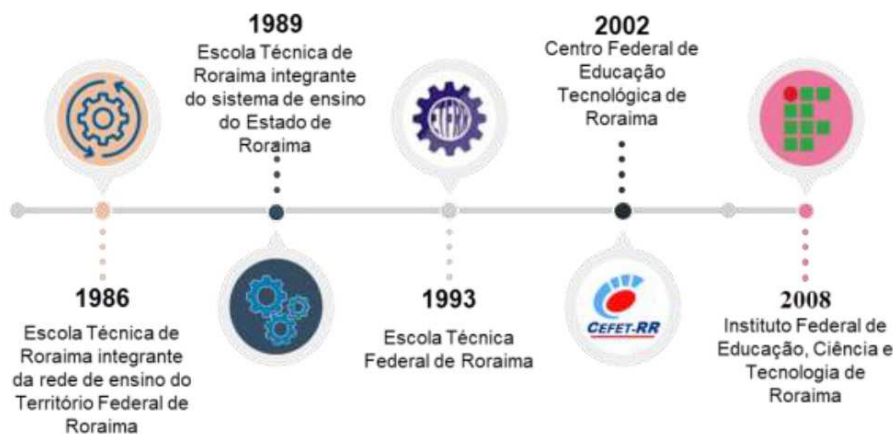 1986
Escola Técnica de
Roraima integrante
da rede de ensino do
Território Federal de
Roraima
1989
Escola Técnica de
Roraima integrante
do sistema de ensino
do Estado de
Roraima
ETFRR
1993
Escola Técnica
Federal de Roraima
2002
Centro Federal de
Educação
Tecnológica de
Roraima
CEFET-RR
2008
Instituto Federal de
Educação, Ciência e
Tecnologia de
Roraima